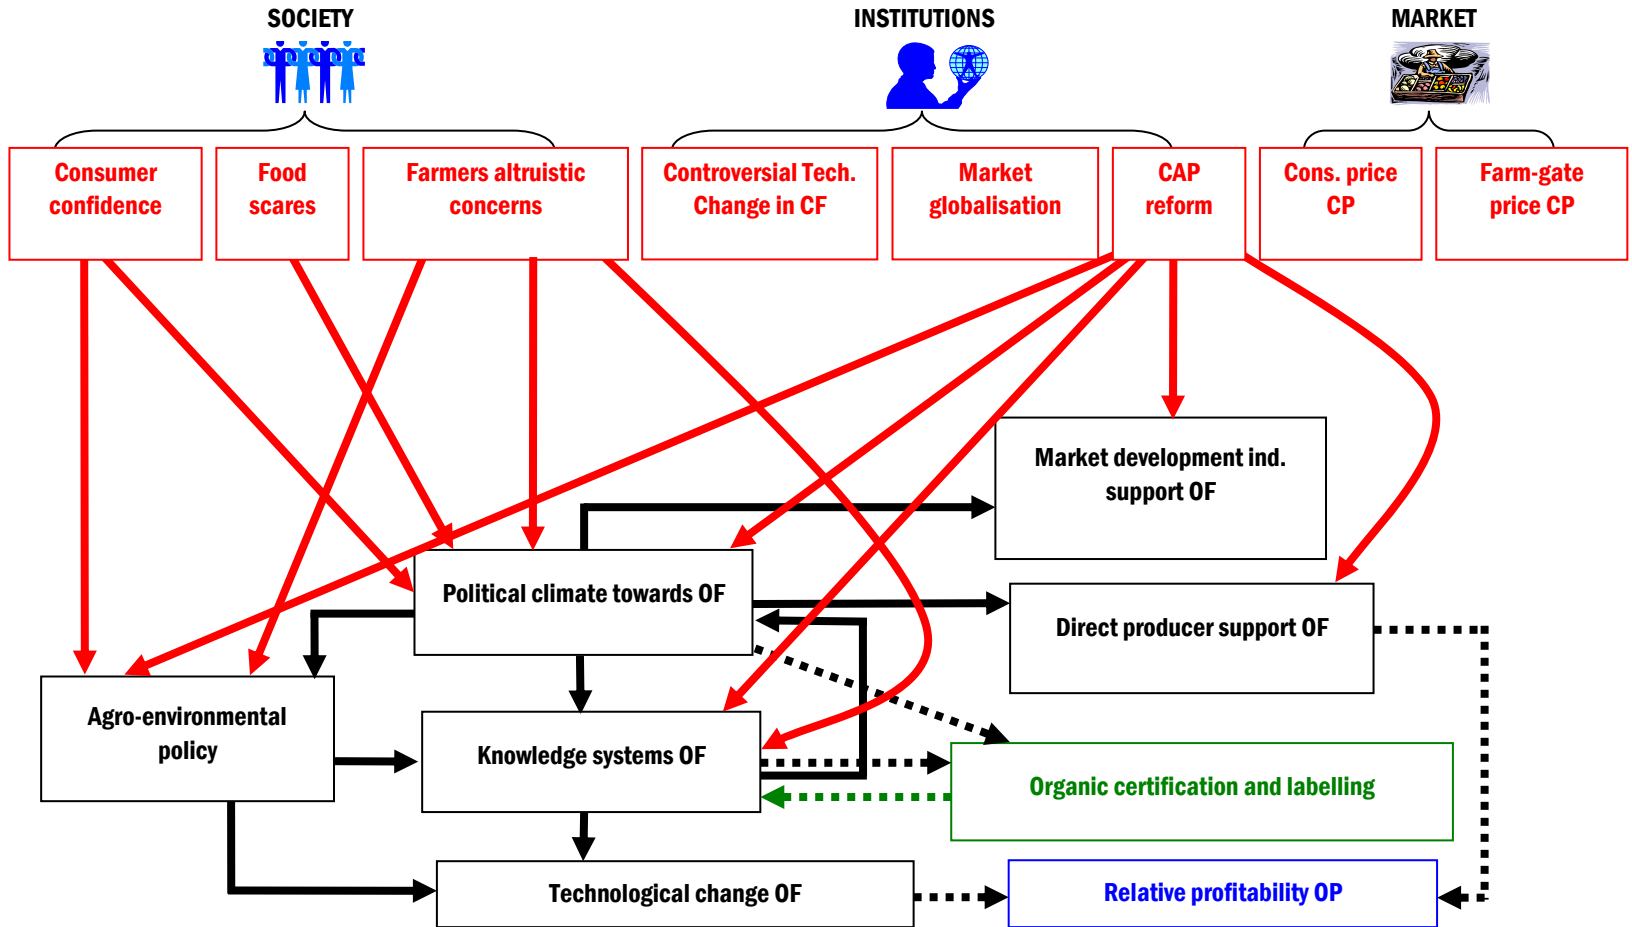 SOCIETY
INSTITUTIONS
MARKET
Consumer
confidence
Food
scares
Farmers altruistic
concerns
Controversial Tech.
Change in CF
Market
globalisation
CAP
reform
Cons. price
CP
Farm-gate
price CP
Market development ind.
support OF
Political climate towards OF
Direct producer support OF
Agro-environmental
policy
Knowledge systems OF
Organic certification and labelling
Technological change OF
Relative profitability OP